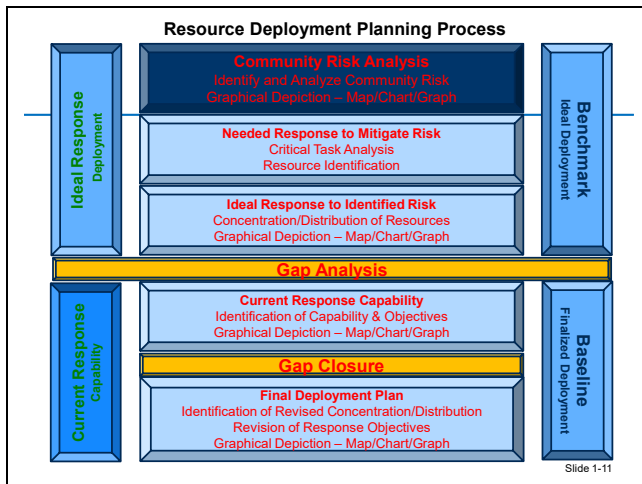 Resource Deployment Planning Process
Ideal Response
Deployment
Community Risk Analysis
Identify and Analyze Community Risk
Graphical Depiction – Map/Chart/Graph
Needed Response to Mitigate Risk
Critical Task Analysis
Resource Identification
Ideal Response to Identified Risk
Concentration/Distribution of Resources
Graphical Depiction – Map/Chart/Graph
Benchmark
Ideal Deployment
Gap Analysis
Current Response
Capability
Current Response Capability
Identification of Capability & Objectives
Graphical Depiction – Map/Chart/Graph
Gap Closure
Final Deployment Plan
Identification of Revised Concentration/Distribution
Revision of Response Objectives
Graphical Depiction – Map/Chart/Graph
Baseline
Finalized Deployment
Slide 1-11